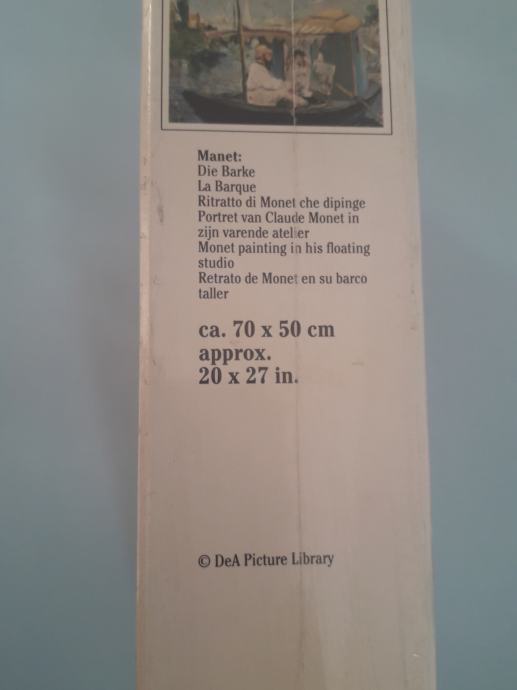 Manet:
Die Barke
La Barque
Ritratto di Monet che dipinge
Portret van Claude Monet in
zijn varende atelier
Monet painting in his floating
studio
Retrato de Monet en su barco
taller
ca. 70 x 50 cm
approx.
20 x 27 in.
© DeA Picture Library